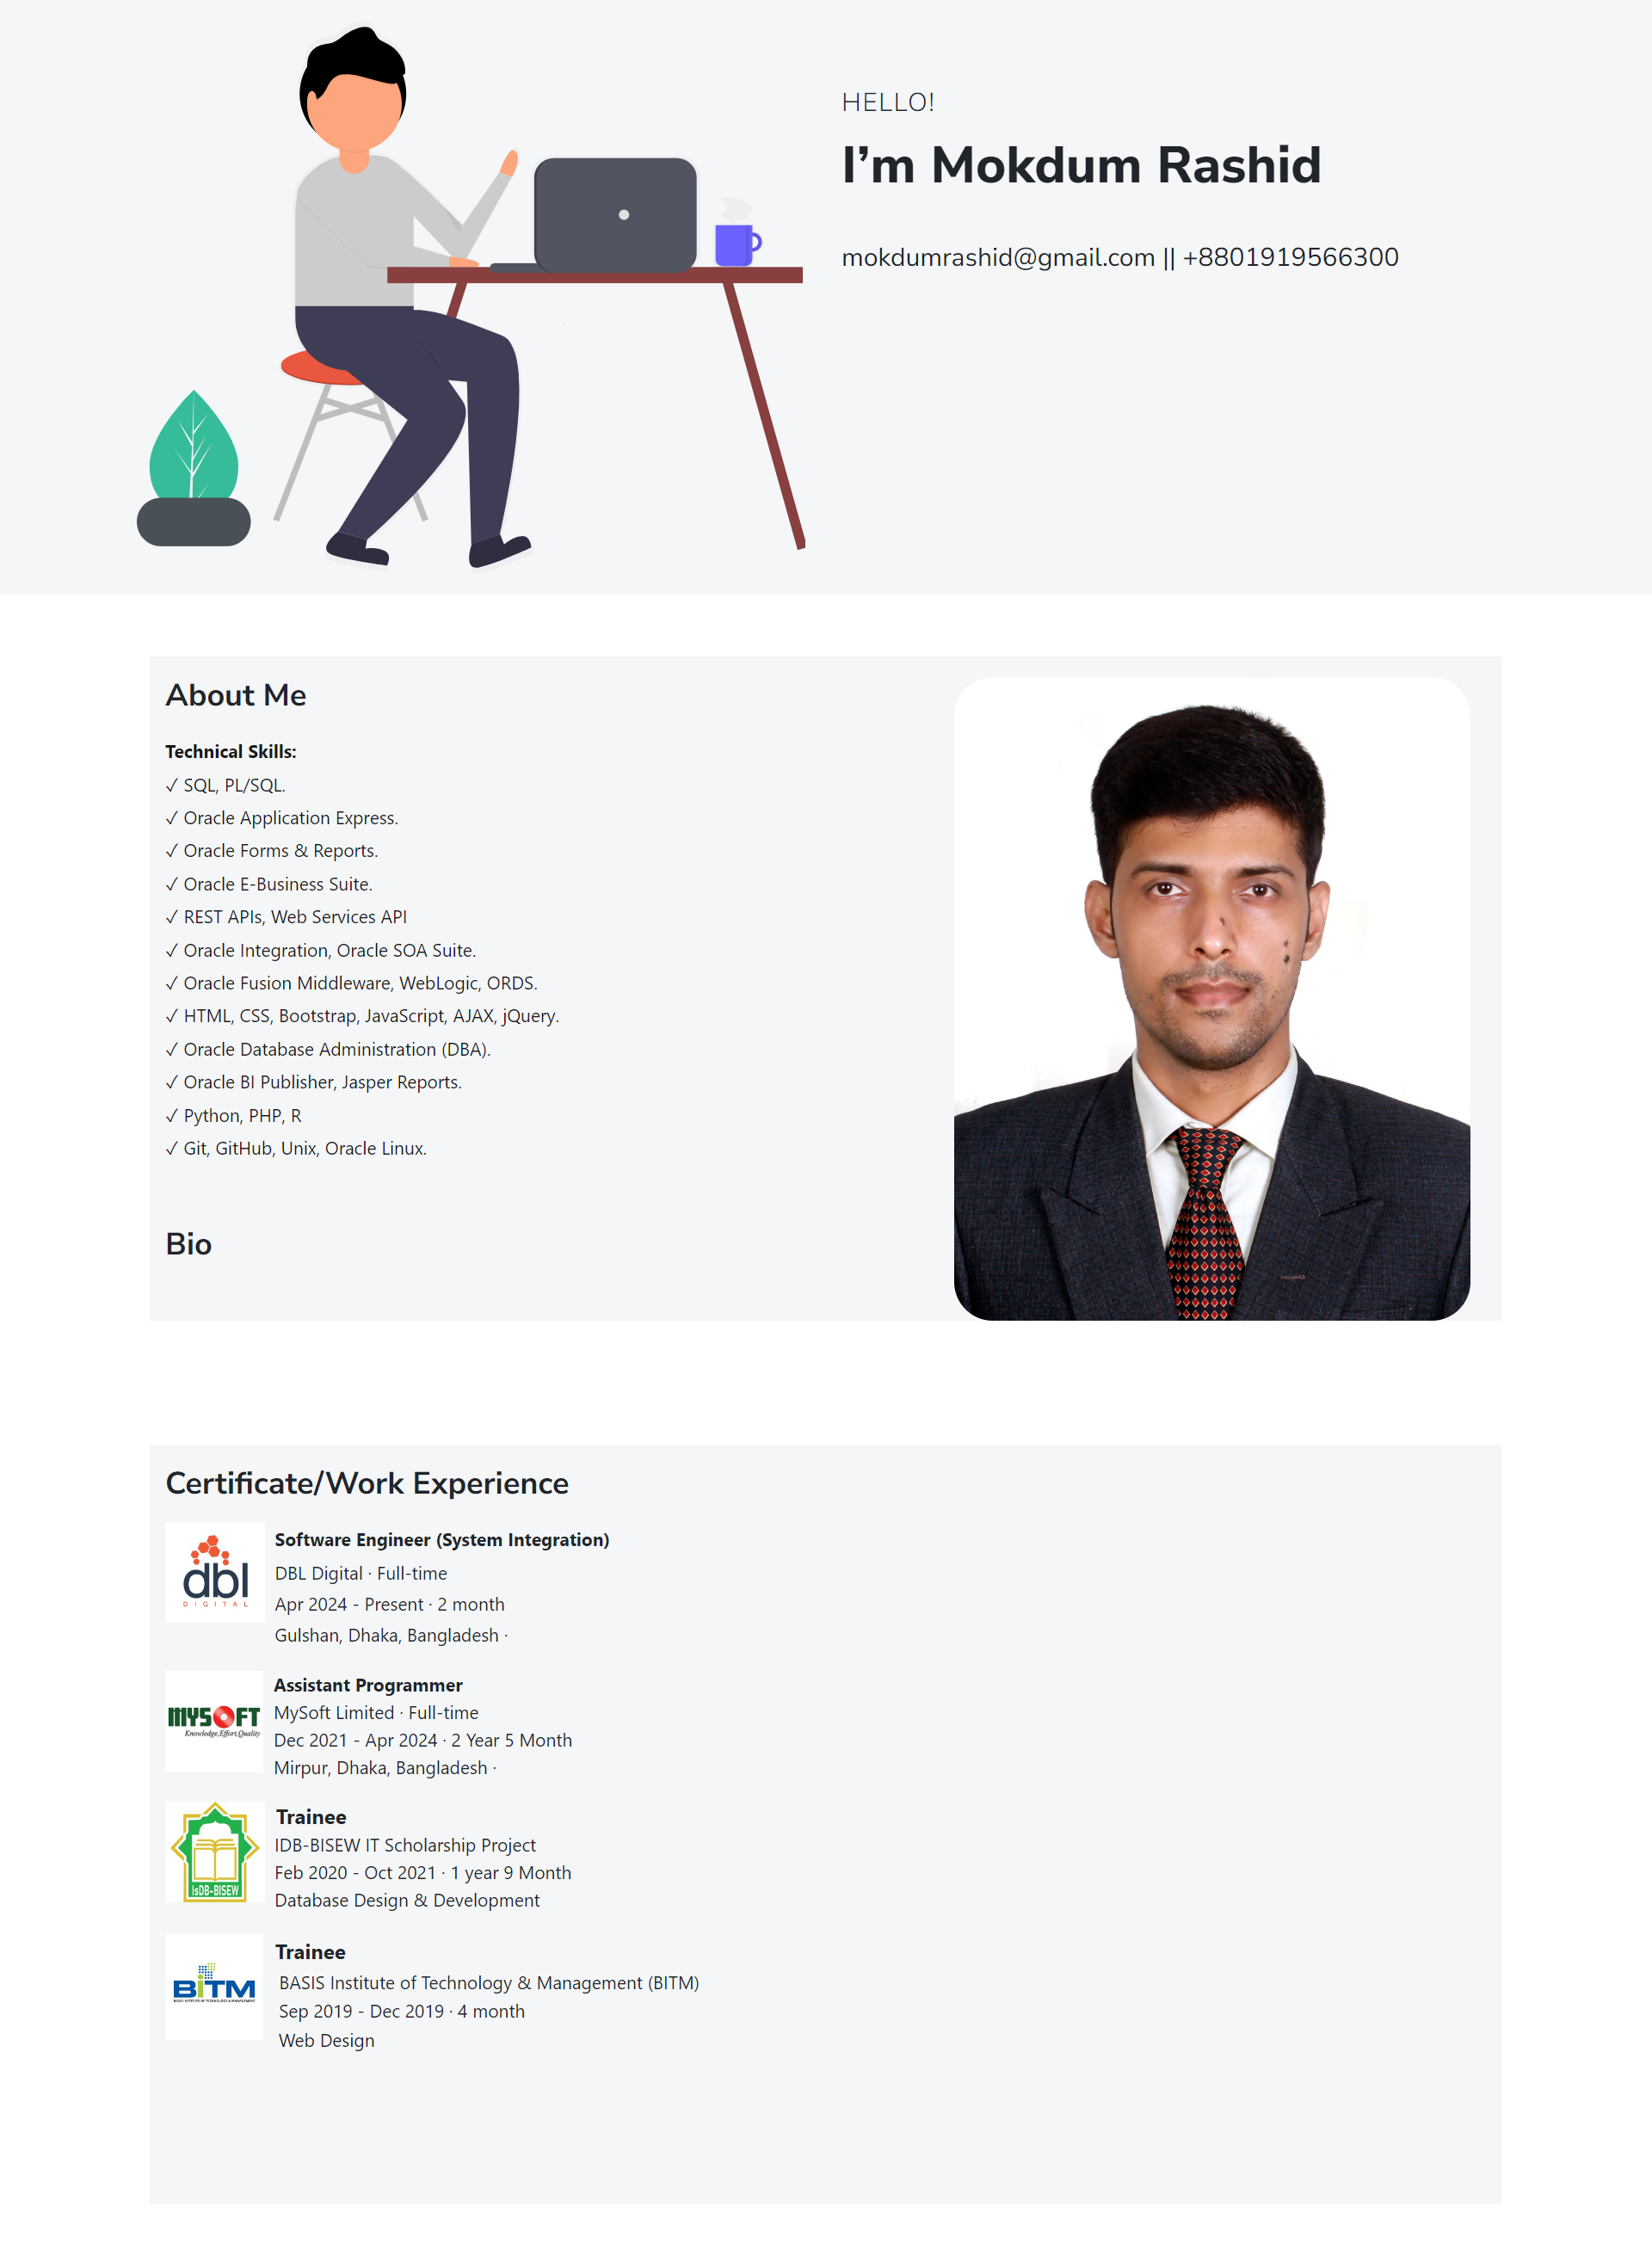 HELLO!
I’m Mokdum Rashid
mokdumrashid@gmail.com || +8801919566300
About Me
Technical Skills:
✓ SQL, PL/SQL.
✓ Oracle Application Express.
✓ Oracle Forms & Reports.
✓ Oracle E-Business Suite.
✓ REST APIs, Web Services API
✓ Oracle Integration, Oracle SOA Suite.
✓ Oracle Fusion Middleware, WebLogic, ORDS.
✓ HTML, CSS, Bootstrap, JavaScript, AJAX, jQuery.
✓ Oracle Database Administration (DBA).
✓ Oracle BI Publisher, Jasper Reports.
✓ Python, PHP, R
✓ Git, GitHub, Unix, Oracle Linux.
Bio
Certificate/Work Experience
dbl
DIGITAL
Software Engineer (System Integration)
DBL Digital · Full-time
Apr 2024 - Present · 2 month
Gulshan, Dhaka, Bangladesh ·
MYSOFT
Knowledge,Effort,Quality
Assistant Programmer
MySoft Limited · Full-time
Dec 2021 - Apr 2024 · 2 Year 5 Month
Mirpur, Dhaka, Bangladesh ·
IsDB-BISEW
Trainee
IDB-BISEW IT Scholarship Project
Feb 2020 - Oct 2021 · 1 year 9 Month
Database Design & Development
BiTM
BASIS INSTITUTE OF TECHNOLOGY & MANAGEMENT
Trainee
BASIS Institute of Technology & Management (BITM)
Sep 2019 - Dec 2019 · 4 month
Web Design